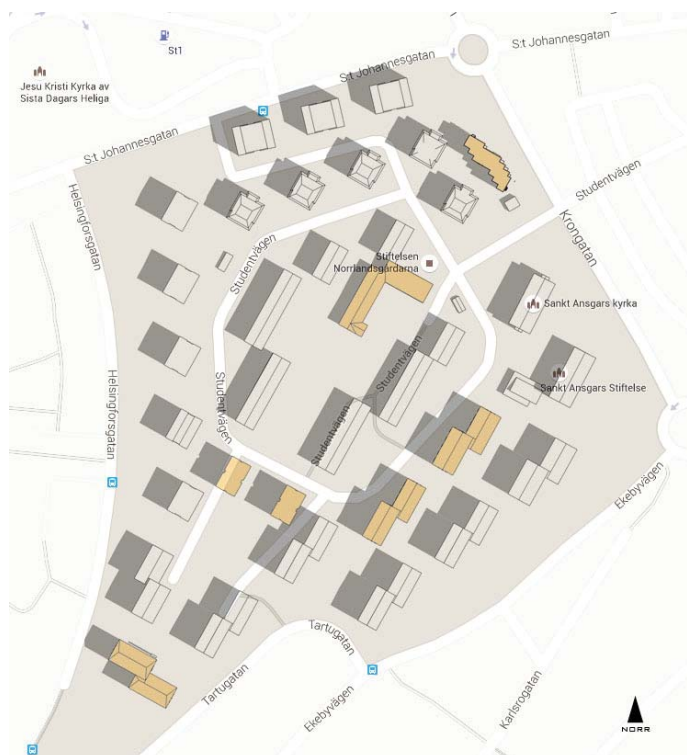 St1
S:t Johannesgatan
S:t Johannesgatan
Jesu Kristi Kyrka av
Sista Dagars Heliga
S:t Johannesgatan
Helsingforsgatan
Studentvägen
Krongatan
Studentvägen
Stiftelsen
Norrlandsgårdarna
Sankt Ansgars kyrka
Studentvägen
Sankt Ansgars Stiftelse
Helsingforsgatan
Studentvägen
Studentvägen
Ekebyvägen
Tartugatan
Tartugatan
Ekebyvägen
Karlsrogatan
NORR